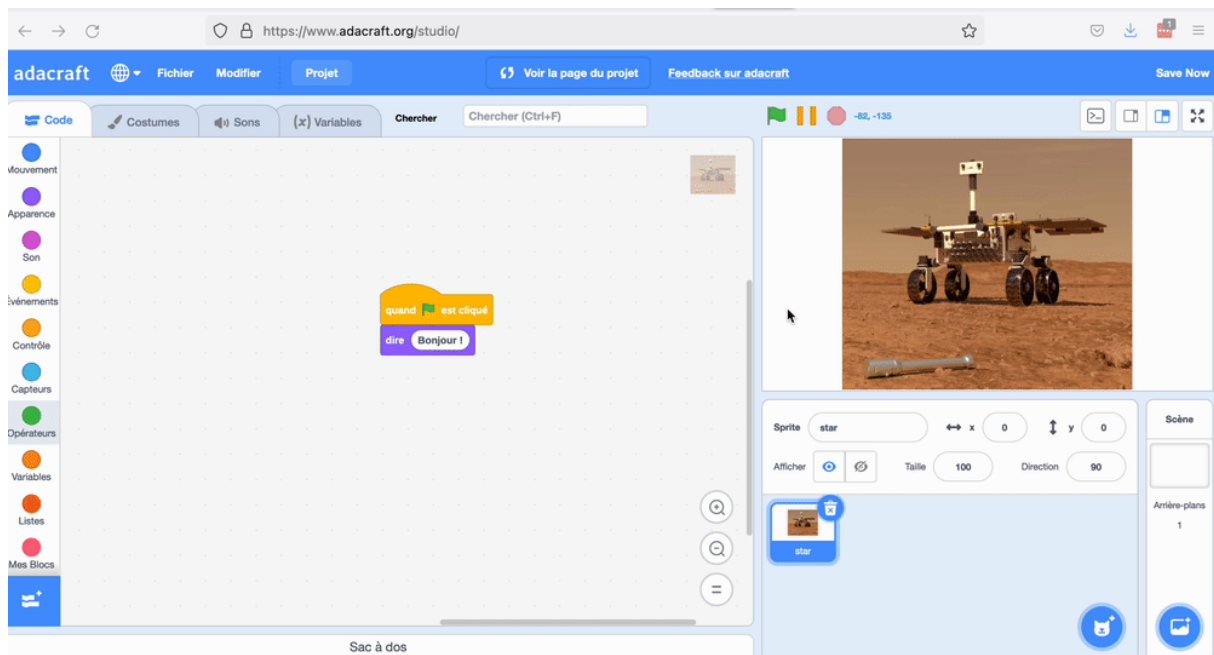 https://www.adacraft.org/studio/
1
adacraft Fichier Modifier Projet Voir la page du projet Feedback sur adacraft Save Now
Code Costumes Sons (x) Variables Chercher Chercher (Ctrl+F)
-82, -135
Mouvement
Apparence
Son
Événements
Contrôle
Capteurs
Opérateurs
Variables
Listes
Mes Blocs
quand est cliqué
dire Bonjour !
Sac à dos
Sprite star x 0 y 0
Afficher Taille 100 Direction 90
star
Scène
Arrière-plans
1